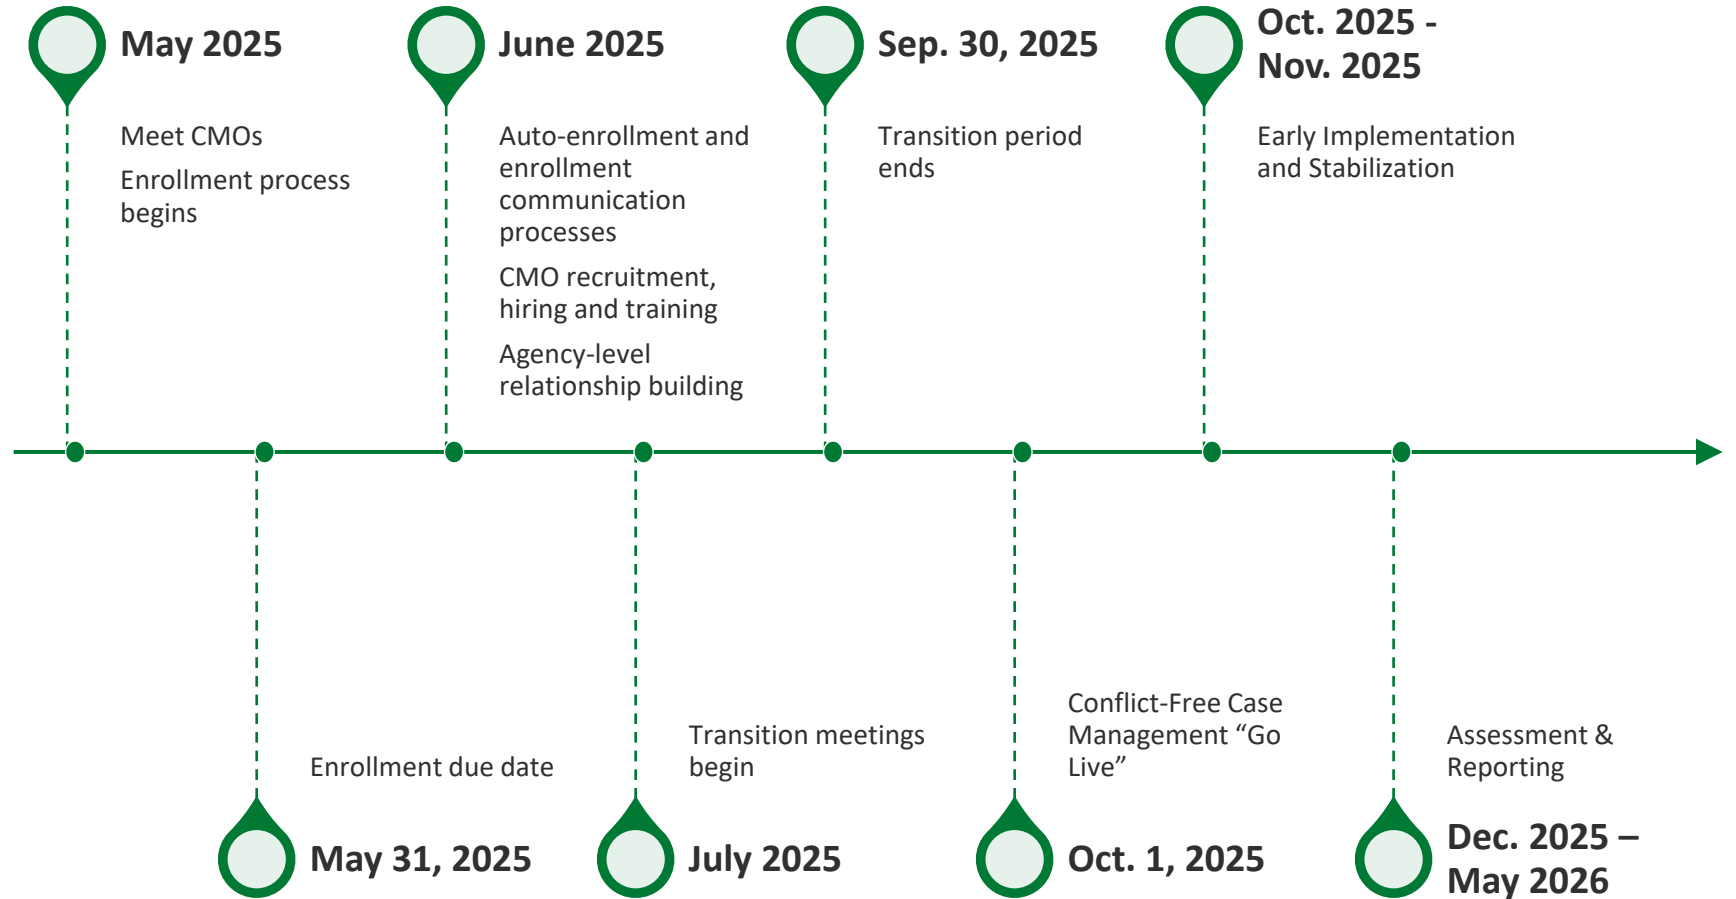 May 2025
Meet CMOs
Enrollment process
begins
June 2025
Auto-enrollment and
enrollment
communication
processes
CMO recruitment,
hiring and training
Agency-level
relationship building
Sep. 30, 2025
Transition period
ends
Oct. 2025 -
Nov. 2025
Early Implementation
and Stabilization
Enrollment due date
May 31, 2025
Transition meetings
begin
July 2025
Conflict-Free Case
Management “Go
Live”
Oct. 1, 2025
Assessment &
Reporting
Dec. 2025 –
May 2026